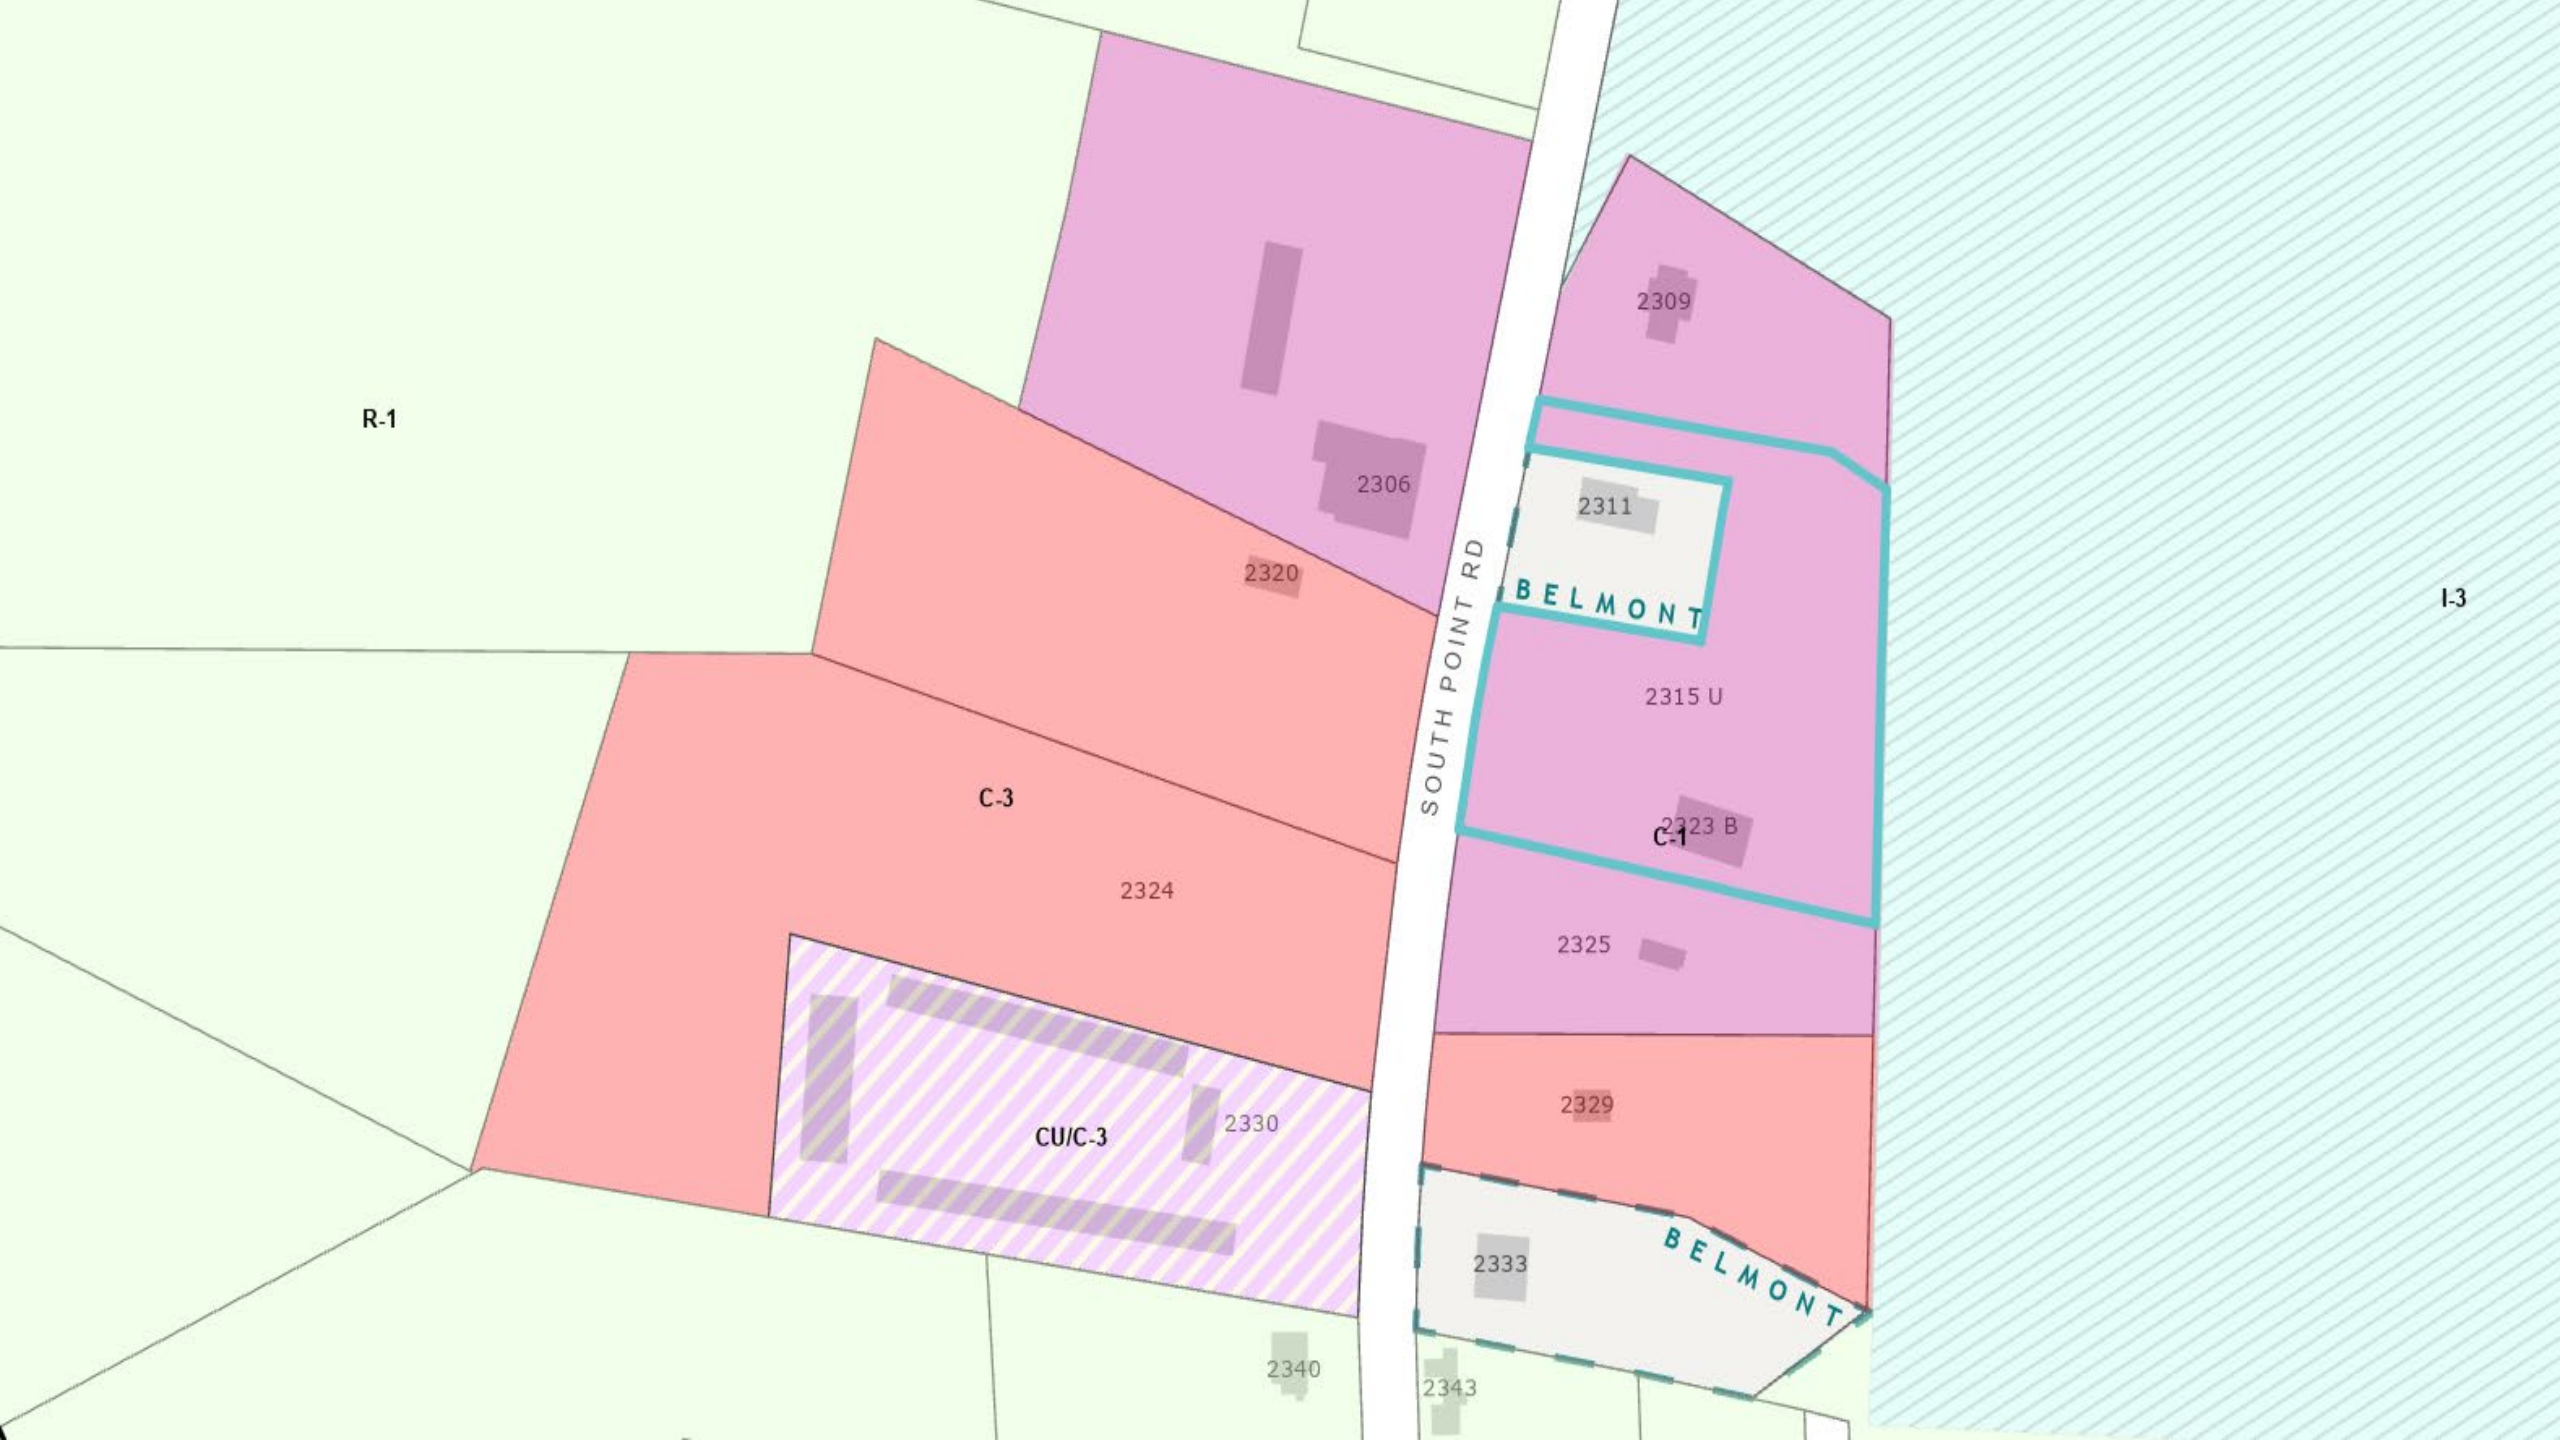 2309
R-1
2306
2311
2320
BELMONT
I-3
SOUTH POINT RD
2315 U
C-3
2323 B
C-1
2324
2325
2329
2330
CU/C-3
BELMONT
2333
2340
2343